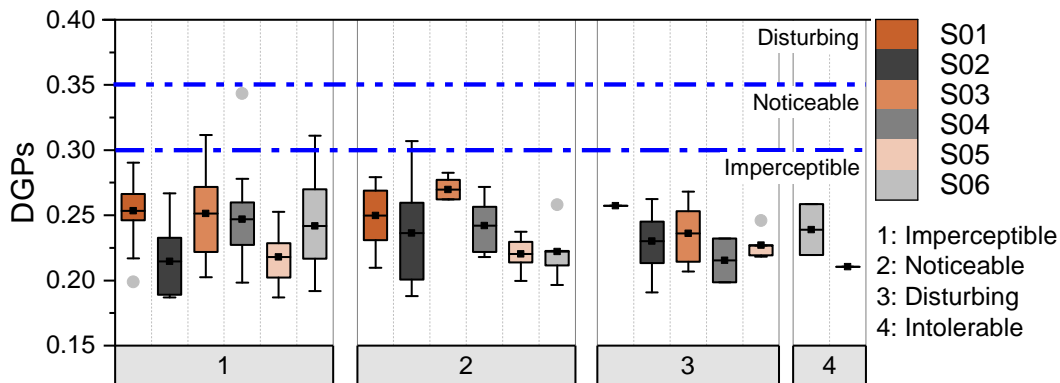 0.40
0.35
0.30
0.25
0.20
0.15
DGPs
Disturbing
Noticeable
Imperceptible
1
2
3
4
S01
S02
S03
S04
S05
S06
1: Imperceptible
2: Noticeable
3: Disturbing
4: Intolerable